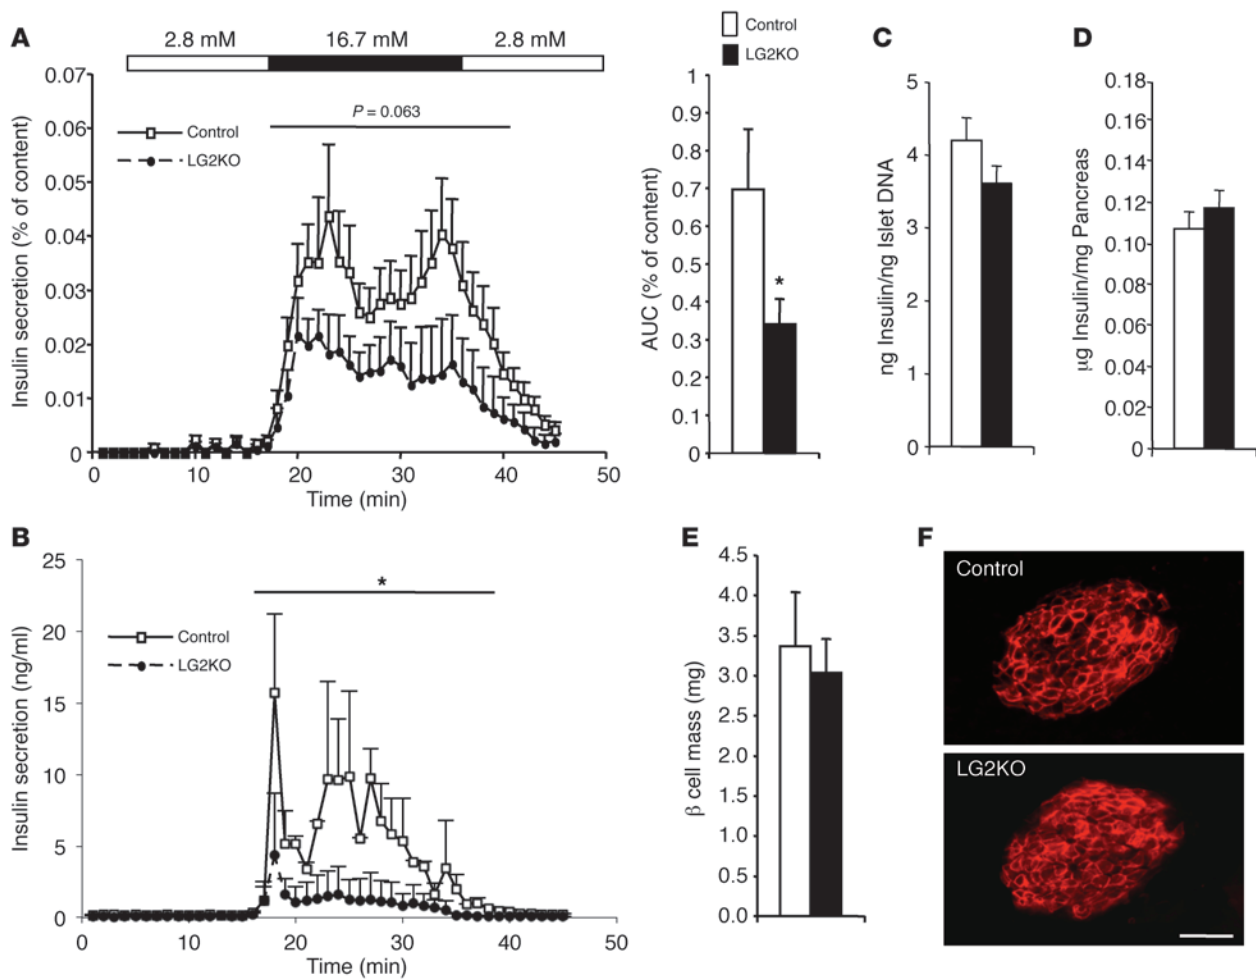 A
2.8 mM 16.7 mM 2.8 mM
0.07
0.06
0.05
0.04
0.03
0.02
0.01
0
Insulin secretion (% of content)
P = 0.063
Control
LG2KO
0 10 20 30 40 50
Time (min)
Control
LG2KO
1
0.9
0.8
0.7
0.6
0.5
0.4
0.3
0.2
0.1
0
AUC (% of content)
*
C
5
4
3
2
1
0
ng Insulin/ng Islet DNA
D
0.18
0.16
0.14
0.12
0.10
0.08
0.06
0.04
0.02
0
µg Insulin/mg Pancreas
B
25
20
15
10
5
0
Insulin secretion (ng/ml)
*
Control
LG2KO
0 10 20 30 40 50
Time (min)
E
4.5
4.0
3.5
3.0
2.5
2.0
1.5
1.0
0.5
0.0
β cell mass (mg)
F
Control
LG2KO